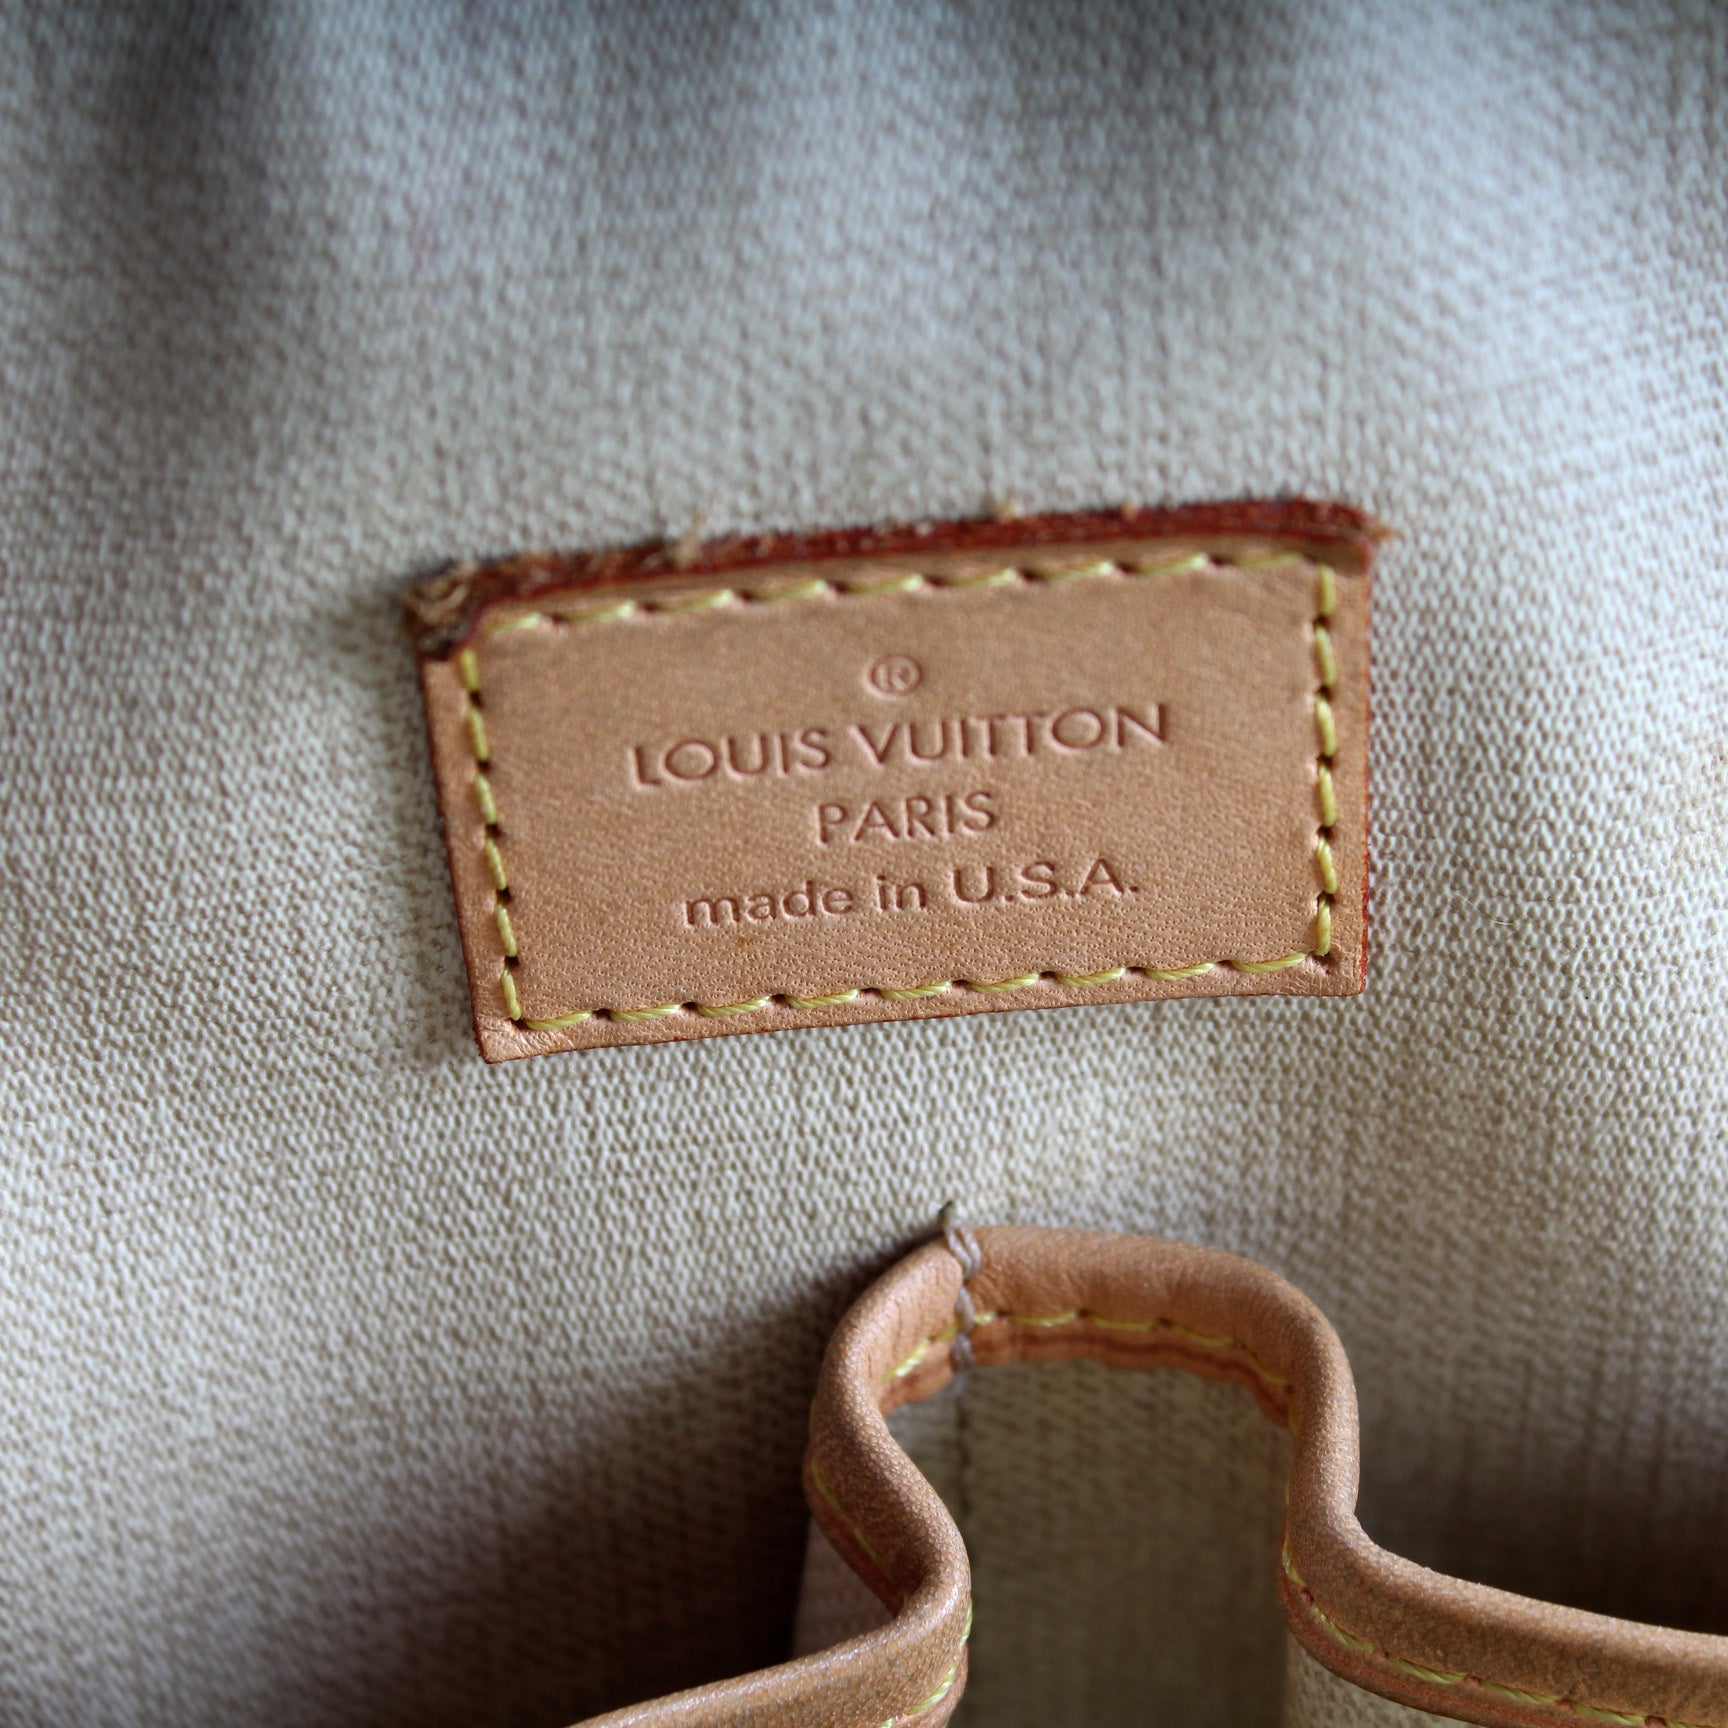 ®
LOUIS VUITTON
PARIS
made in U.S.A.